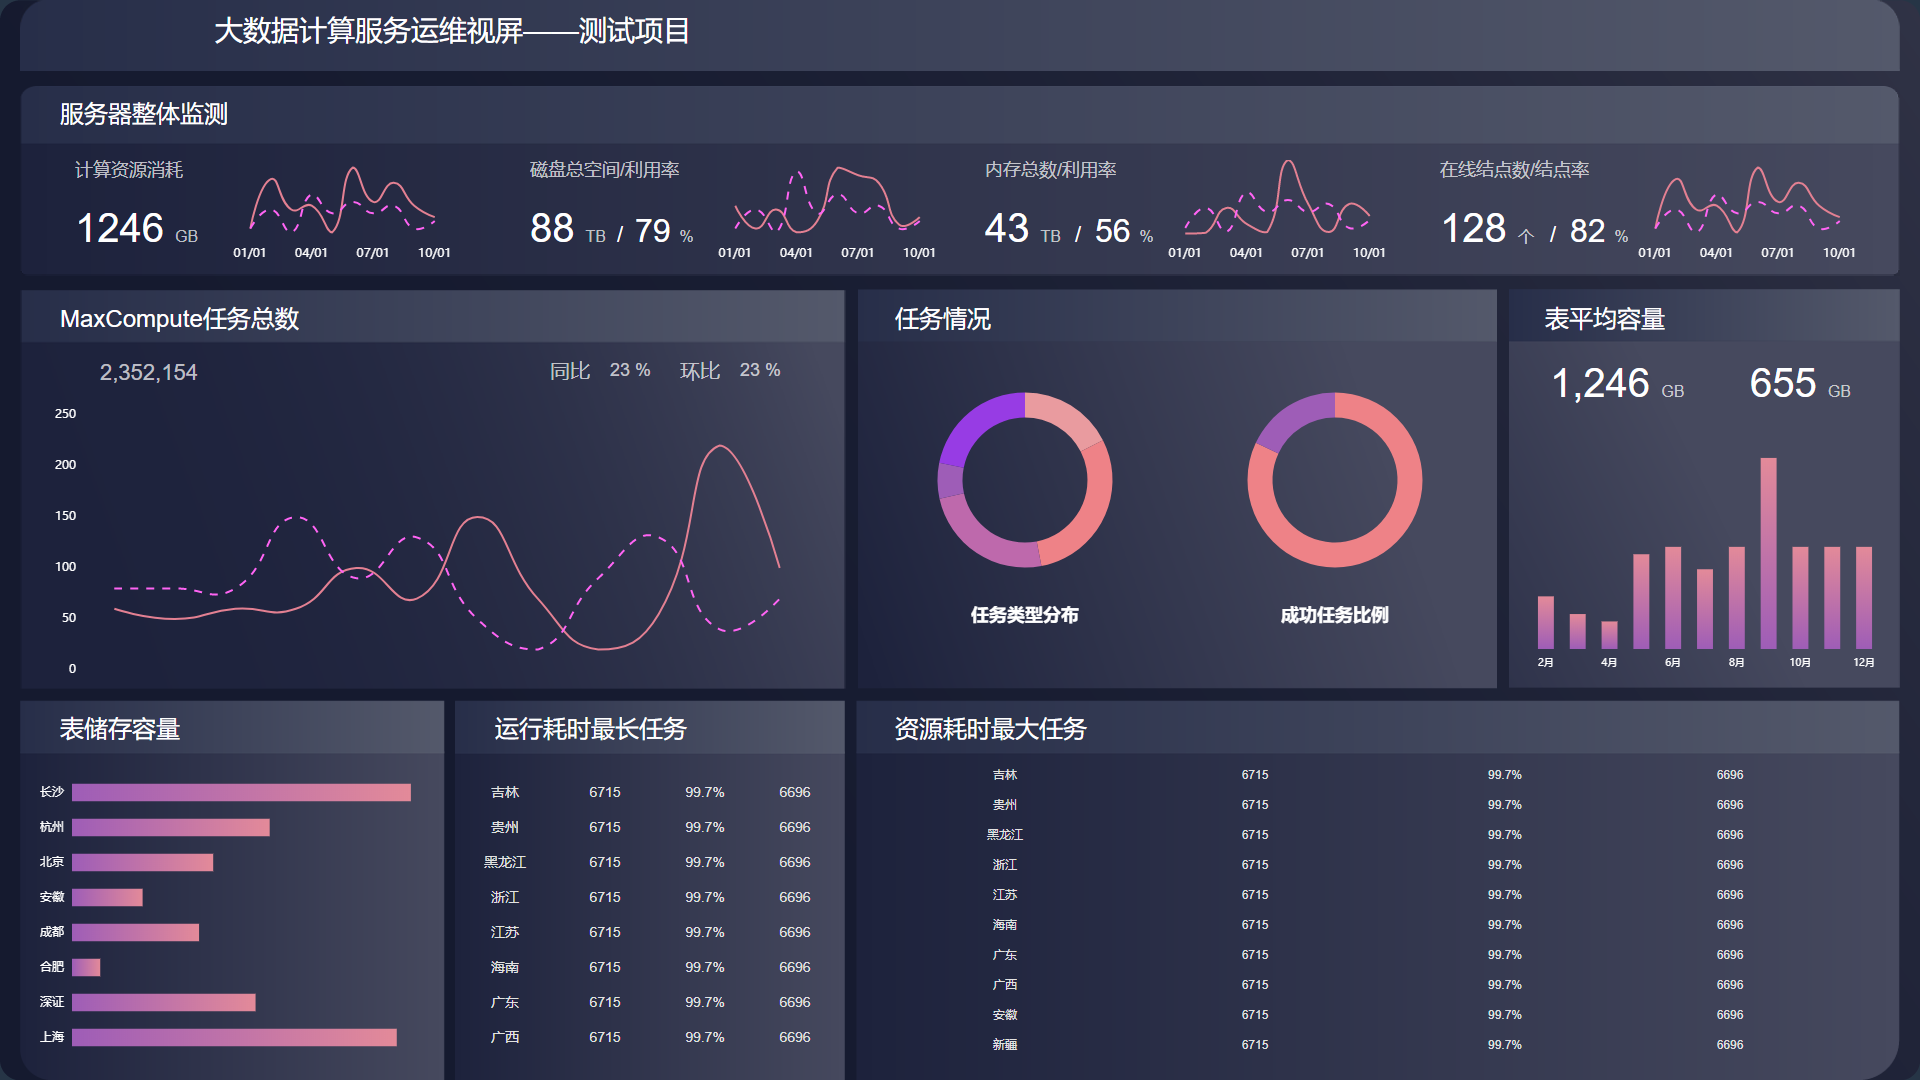 大数据计算服务运维视屏——测试项目
服务器整体监测
计算资源消耗
1246 GB
01/01 04/01 07/01 10/01
磁盘总空间/利用率
88 TB / 79 %
01/01 04/01 07/01 10/01
内存总数/利用率
43 TB / 56 %
01/01 04/01 07/01 10/01
在线结点数/结点率
128 个 / 82 %
01/01 04/01 07/01 10/01
MaxCompute任务总数
2,352,154 同比 23 % 环比 23 %
250
200
150
100
50
0
任务情况
任务类型分布 成功任务比例
表平均容量
1,246 GB 655 GB
2月 4月 6月 8月 10月 12月
表储存容量
长沙
杭州
北京
安徽
成都
合肥
深证
上海
运行耗时最长任务
吉林 6715 99.7% 6696
贵州 6715 99.7% 6696
黑龙江 6715 99.7% 6696
浙江 6715 99.7% 6696
江苏 6715 99.7% 6696
海南 6715 99.7% 6696
广东 6715 99.7% 6696
广西 6715 99.7% 6696
资源耗时最大任务
吉林 6715 99.7% 6696
贵州 6715 99.7% 6696
黑龙江 6715 99.7% 6696
浙江 6715 99.7% 6696
江苏 6715 99.7% 6696
海南 6715 99.7% 6696
广东 6715 99.7% 6696
广西 6715 99.7% 6696
安徽 6715 99.7% 6696
新疆 6715 99.7% 6696